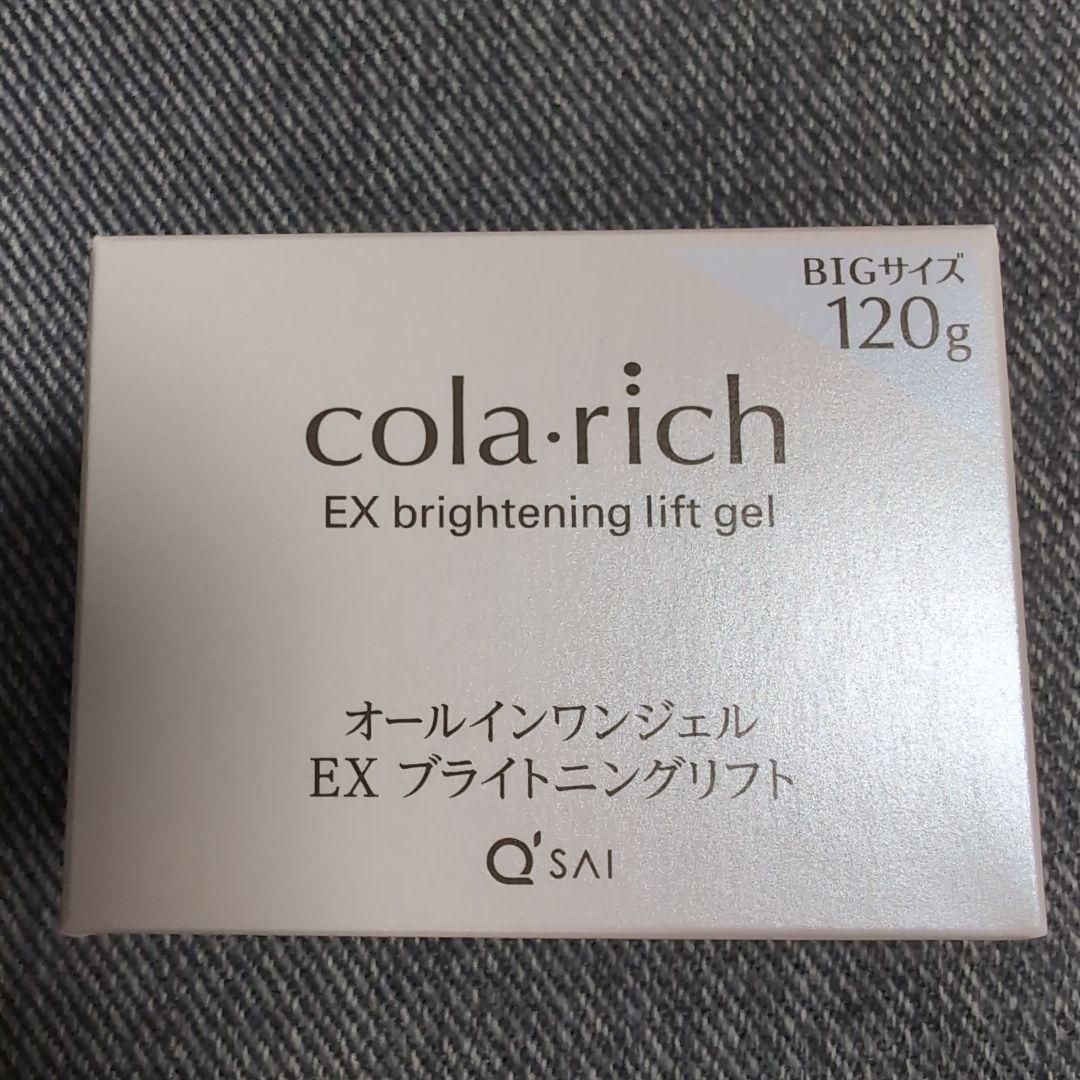 BIGサイズ
120g
cola·rich
EX brightening lift gel
オールインワンジェル
EX ブライトニングリフト
Q'SAI